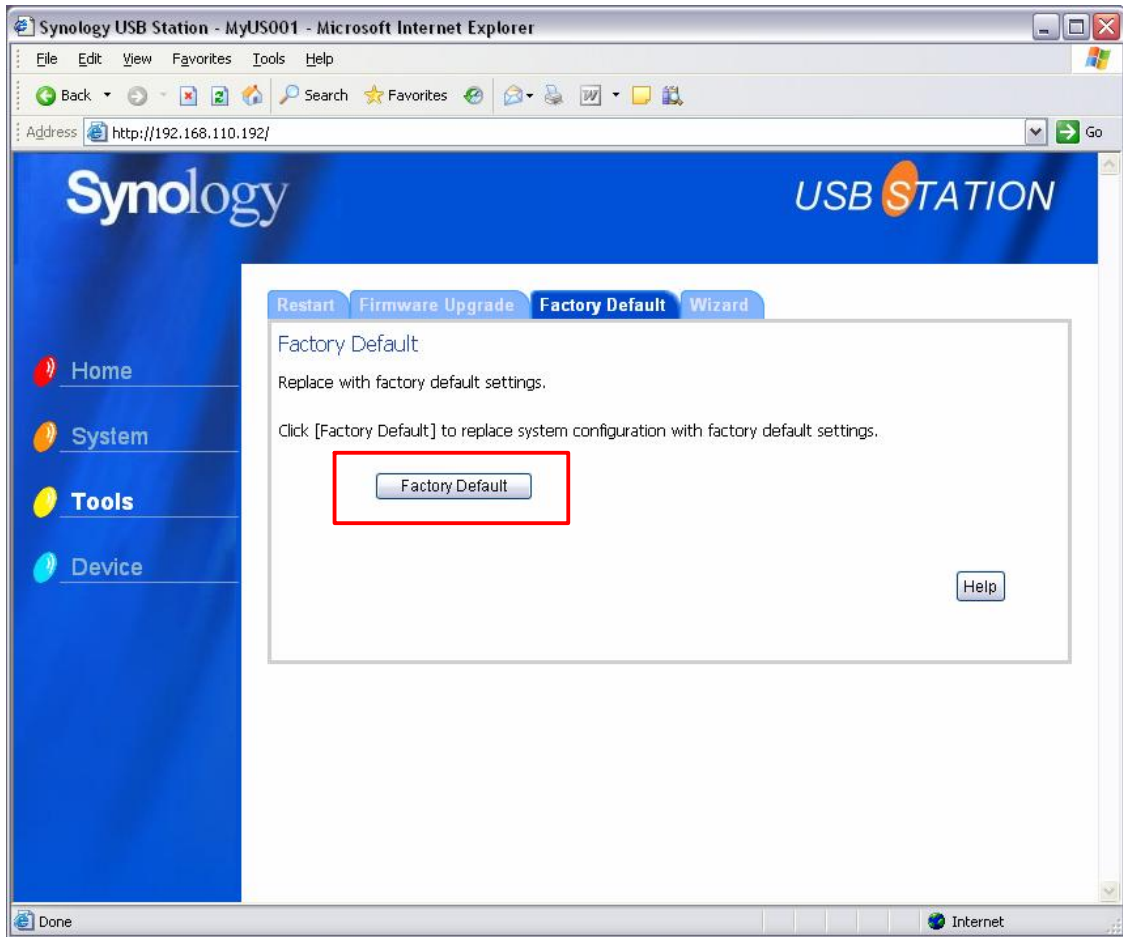 Synology USB Station - MyUS001 - Microsoft Internet Explorer
File Edit View Favorites Tools Help
Back Search Favorites
Address http://192.168.110.192/ Go
Synology USB STATION
Restart Firmware Upgrade Factory Default Wizard
Factory Default
Replace with factory default settings.
Click [Factory Default] to replace system configuration with factory default settings.
Factory Default
Help
Home
System
Tools
Device
Done Internet